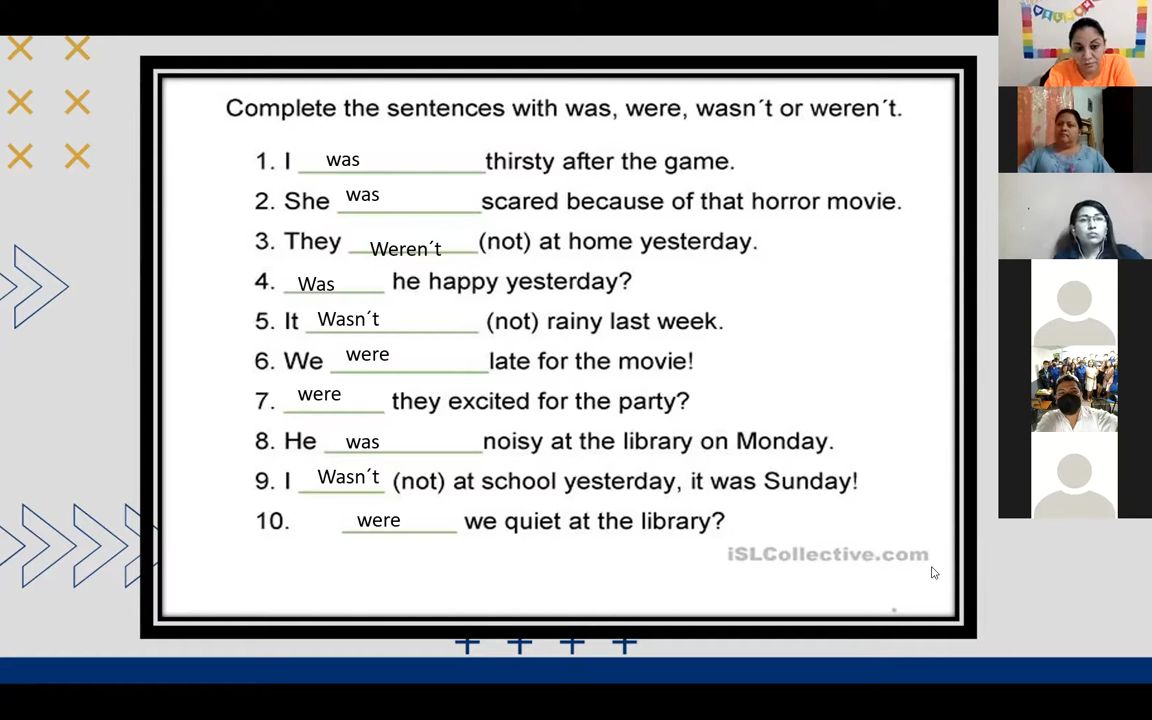 Complete the sentences with was, were, wasn´t or weren´t.
1. I was thirsty after the game.
2. She was scared because of that horror movie.
3. They Weren´t (not) at home yesterday.
4. Was he happy yesterday?
5. It Wasn´t (not) rainy last week.
6. We were late for the movie!
7. were they excited for the party?
8. He was noisy at the library on Monday.
9. I Wasn´t (not) at school yesterday, it was Sunday!
10. were we quiet at the library?
iSLCollective.com